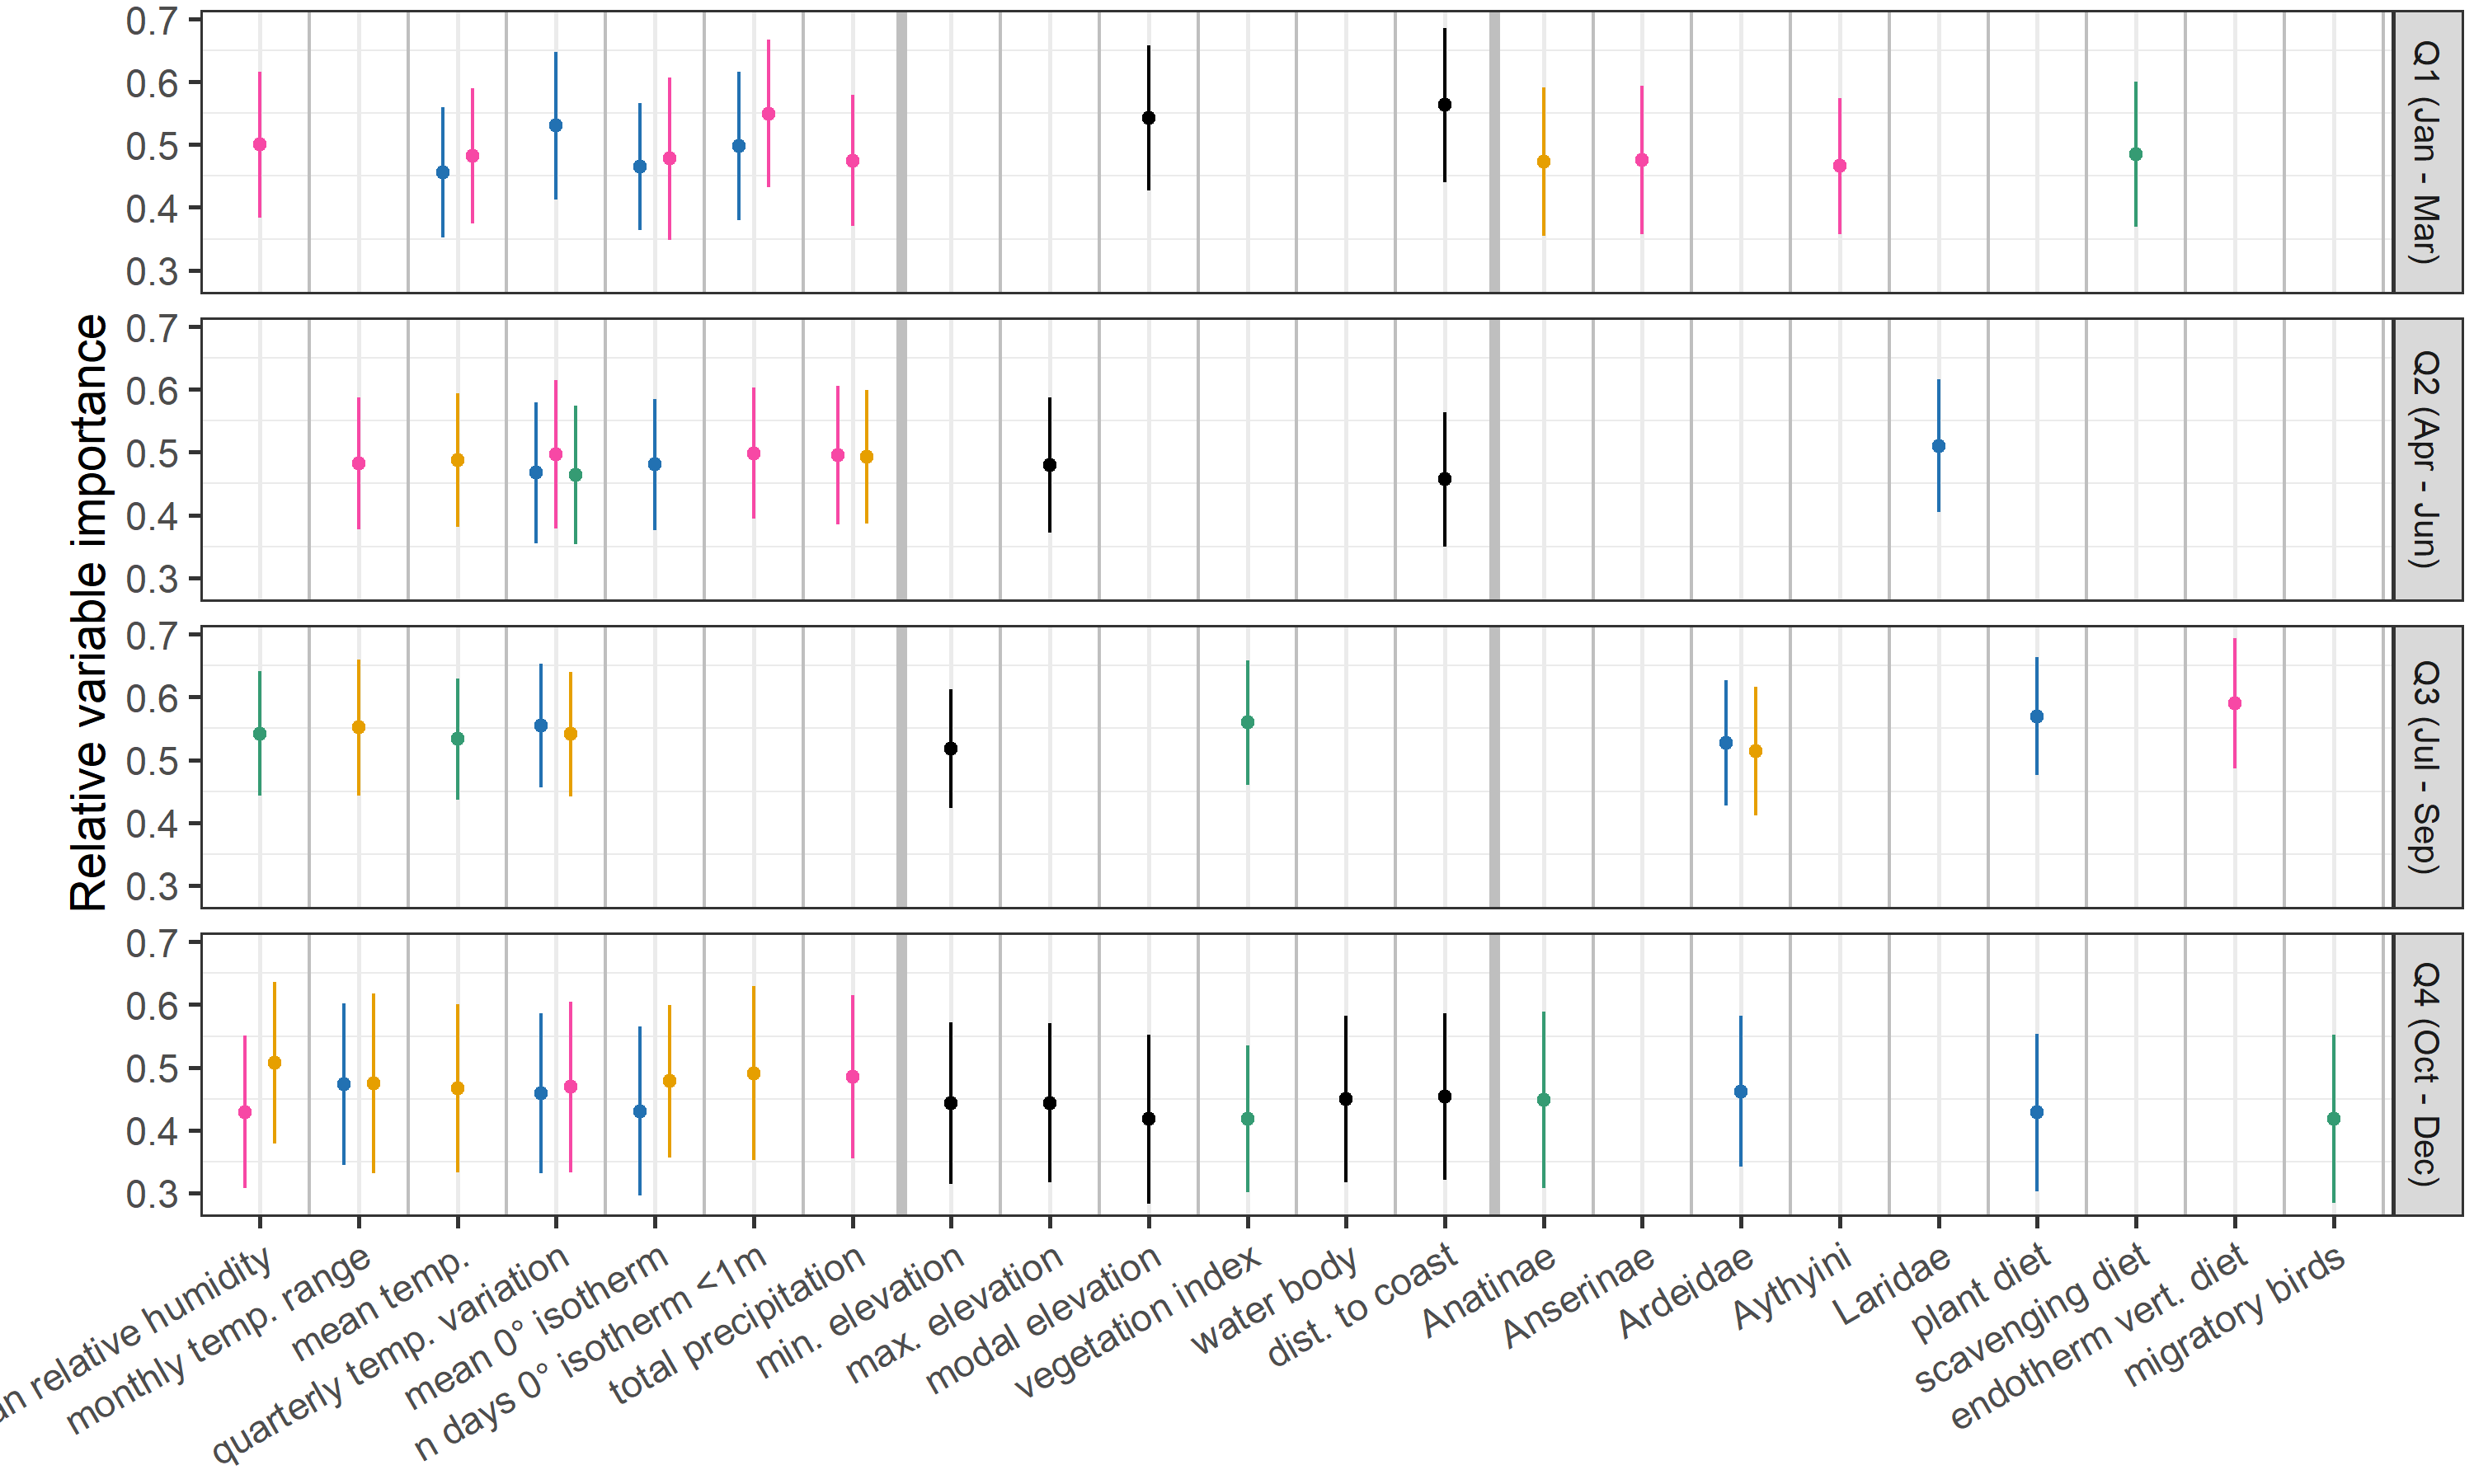 Relative variable importance
0.7
0.6
0.5
0.4
0.3
Q1 (Jan - Mar)
0.7
0.6
0.5
0.4
0.3
Q2 (Apr - Jun)
0.7
0.6
0.5
0.4
0.3
Q3 (Jul - Sep)
0.7
0.6
0.5
0.4
0.3
Q4 (Oct - Dec)
relative humidity
monthly temp. range
mean temp.
quarterly temp. variation
mean 0° isotherm
n days 0° isotherm <1m
total precipitation
min. elevation
max. elevation
modal elevation
vegetation index
water body
dist. to coast
Anatinae
Anserinae
Ardeidae
Aythyini
Laridae
plant diet
scavenging diet
endotherm vert. diet
migratory birds